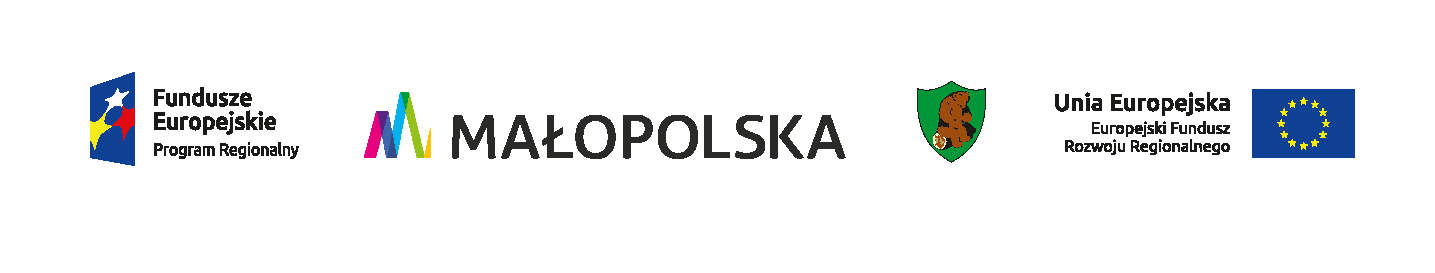 Fundusze
Europejskie
Program Regionalny
MAŁOPOLSKA
Unia Europejska
Europejski Fundusz
Rozwoju Regionalnego